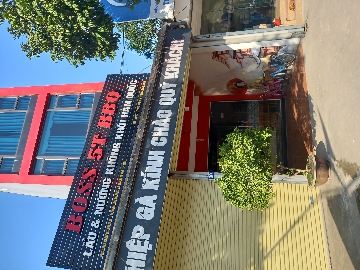 BOSS 51 BBQ
LẨU & NƯỚNG KHÔNG KHÓI HÀN QUỐC
HIỆP GÀ KÍNH CHÀO QUÝ KHÁCH!